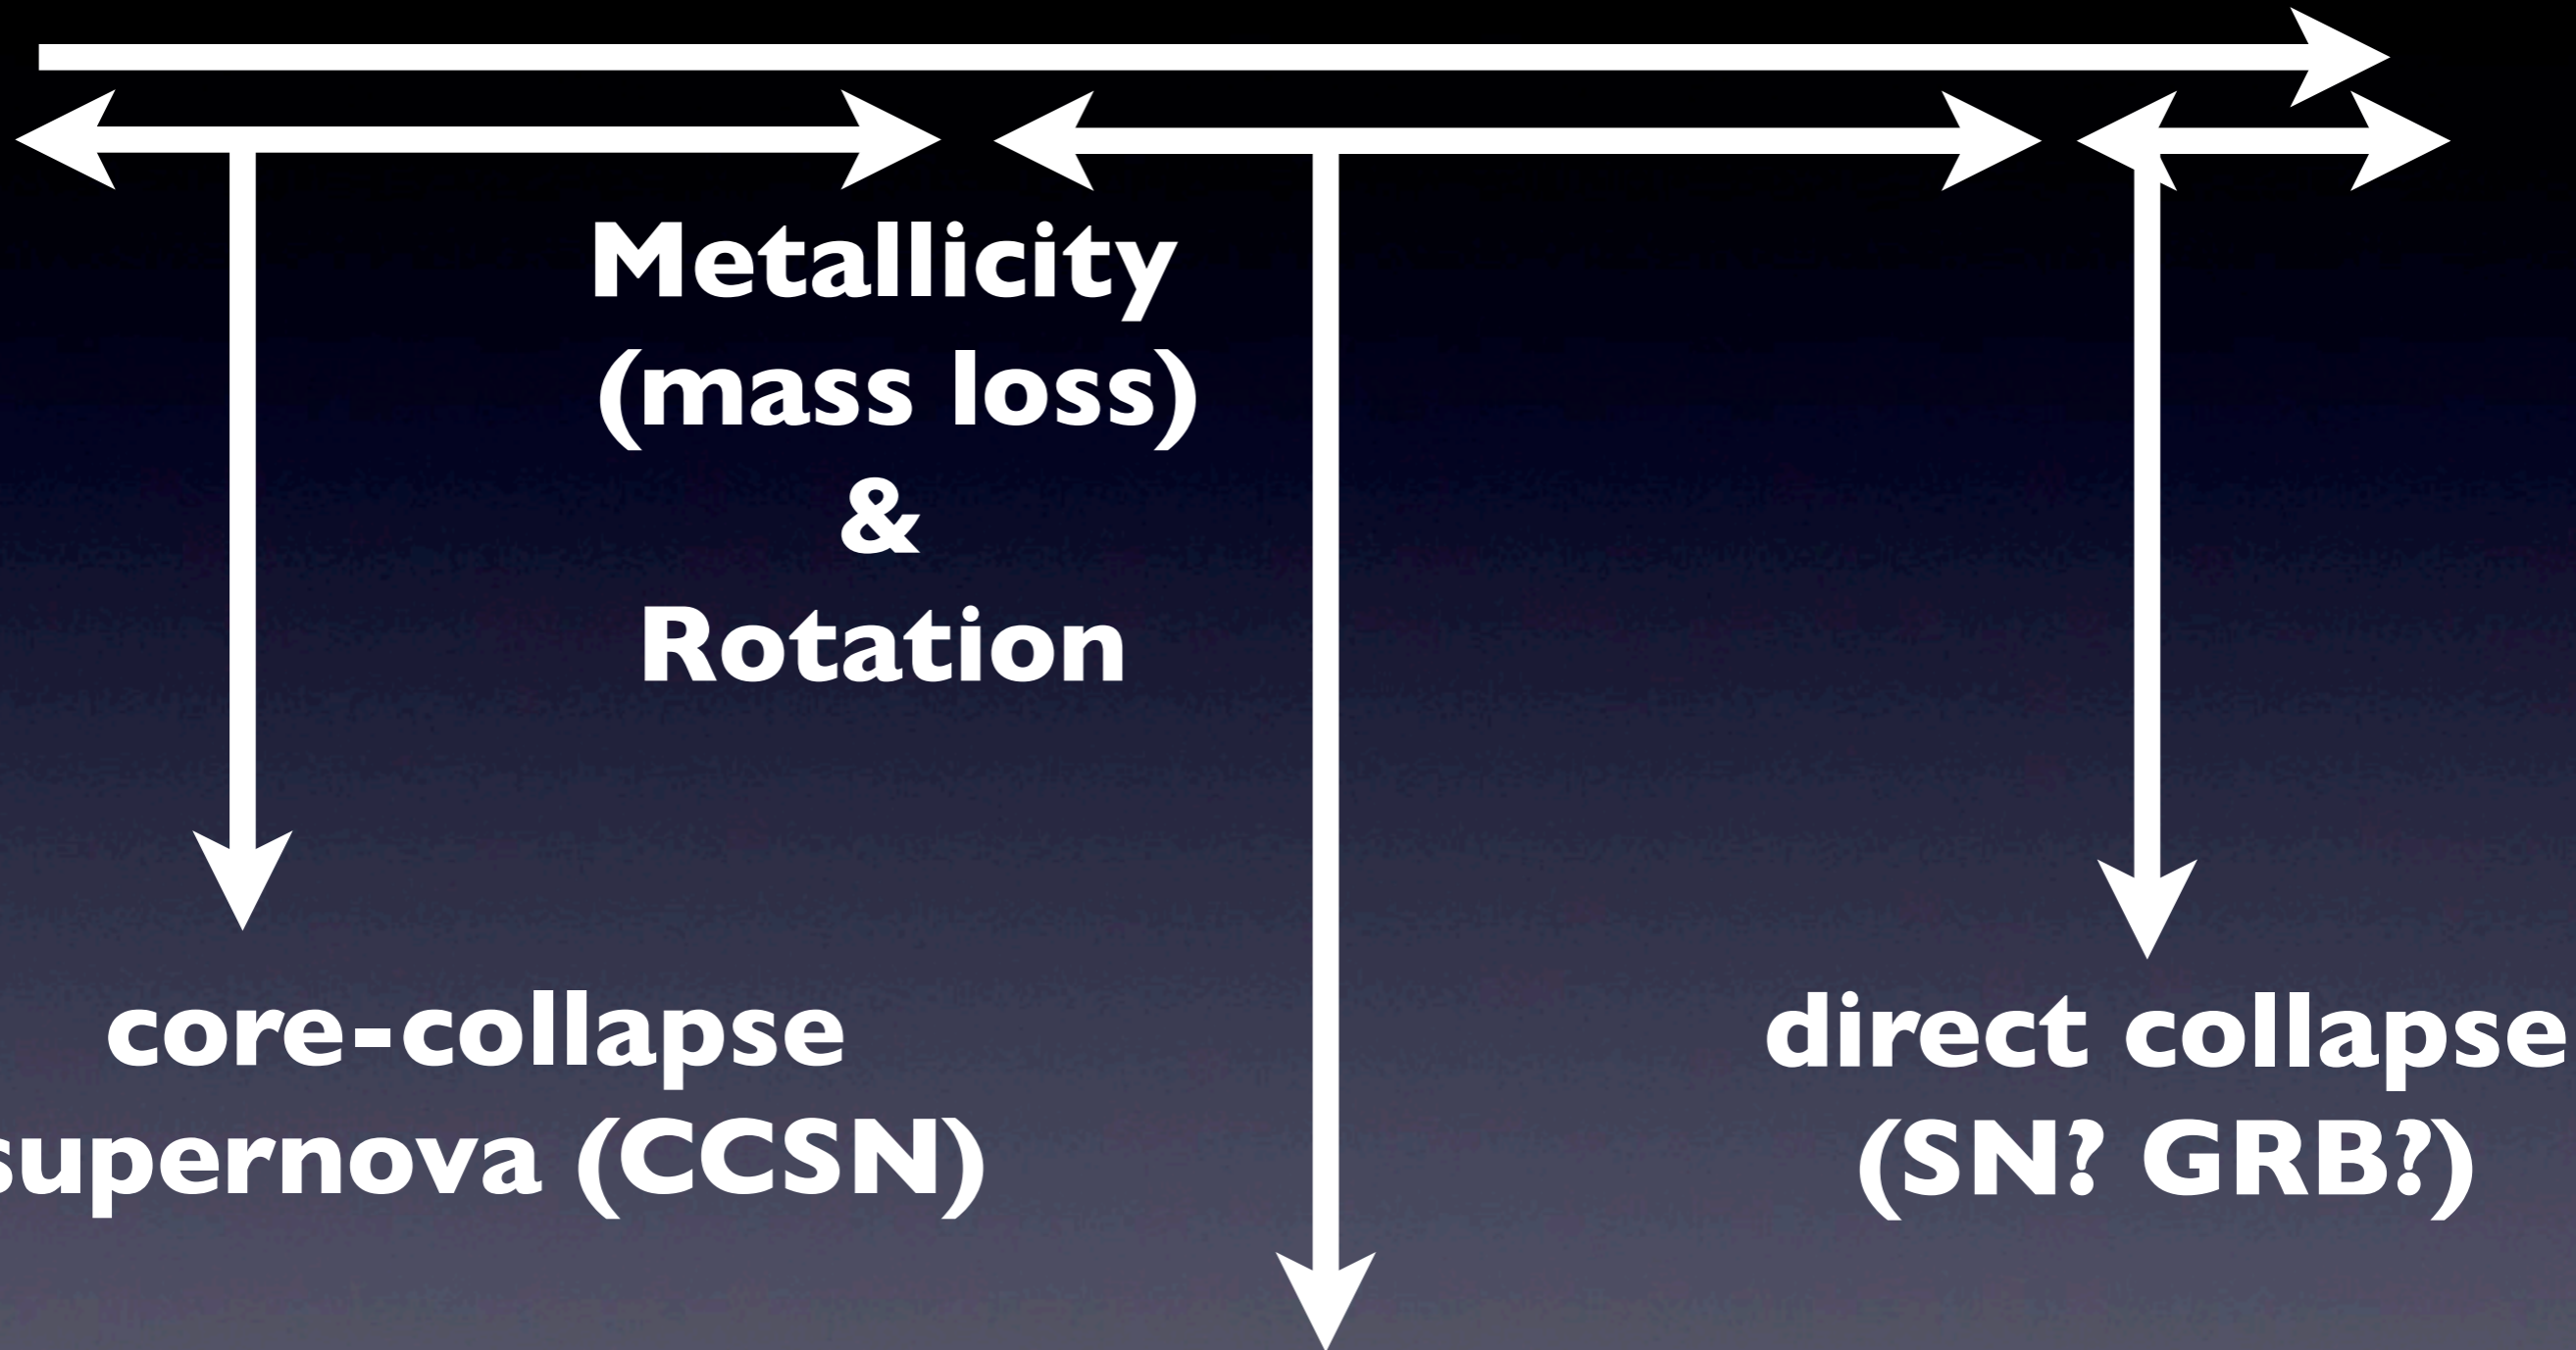 Metallicity
(mass loss)
&
Rotation
core-collapse
supernova (CCSN)
direct collapse
(SN? GRB?)